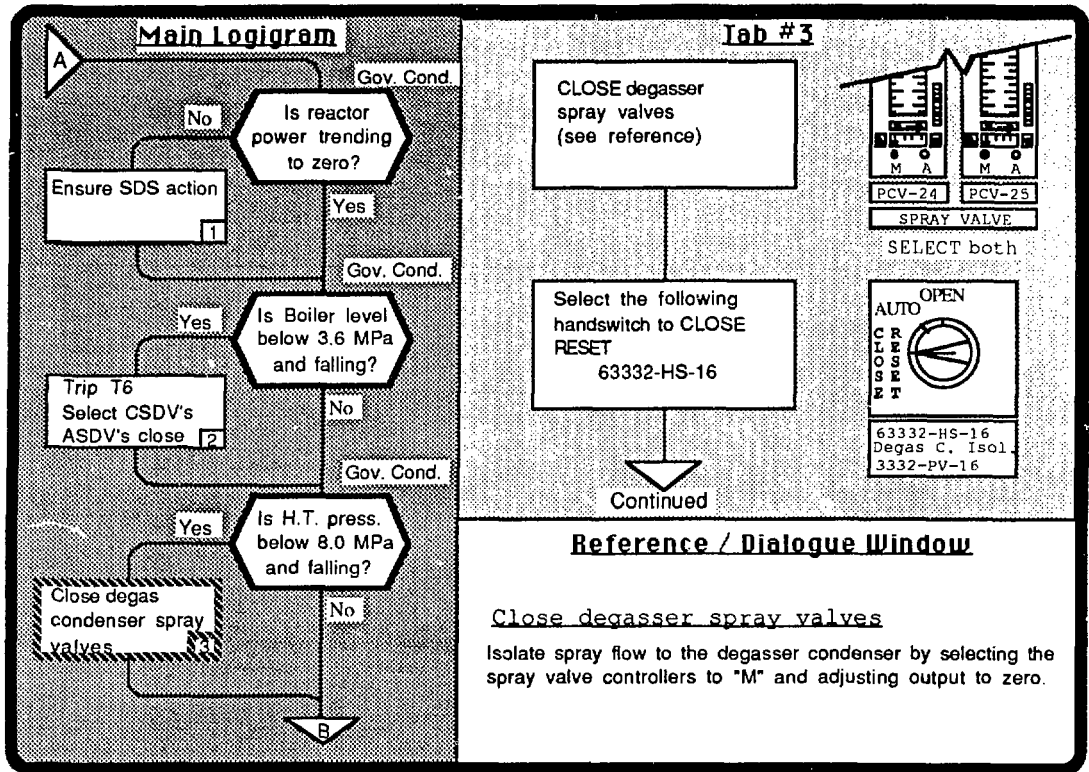 Main Logigram
A
Gov. Cond.
Is reactor
power trending
to zero?
No
Ensure SDS action
1
Yes
Gov. Cond.
Is Boiler level
below 3.6 MPa
and falling?
Yes
Trip T6
Select CSDV's
ASDV's close
2
No
Gov. Cond.
Is H.T. press.
below 8.0 MPa
and falling?
Yes
Close degas
condenser spray
valves
3
No
B
Tab #3
CLOSE degasser
spray valves
(see reference)
Select the following
handswitch to CLOSE
RESET
63332-HS-16
Continued
M A
M A
PCV-24
PCV-25
SPRAY VALVE
SELECT both
OPEN
AUTO
CLOSE
RESET
63332-HS-16
Degas C. Isol.
3332-PV-16
Reference / Dialogue Window
Close degasser spray valves
Isolate spray flow to the degasser condenser by selecting the
spray valve controllers to "M" and adjusting output to zero.